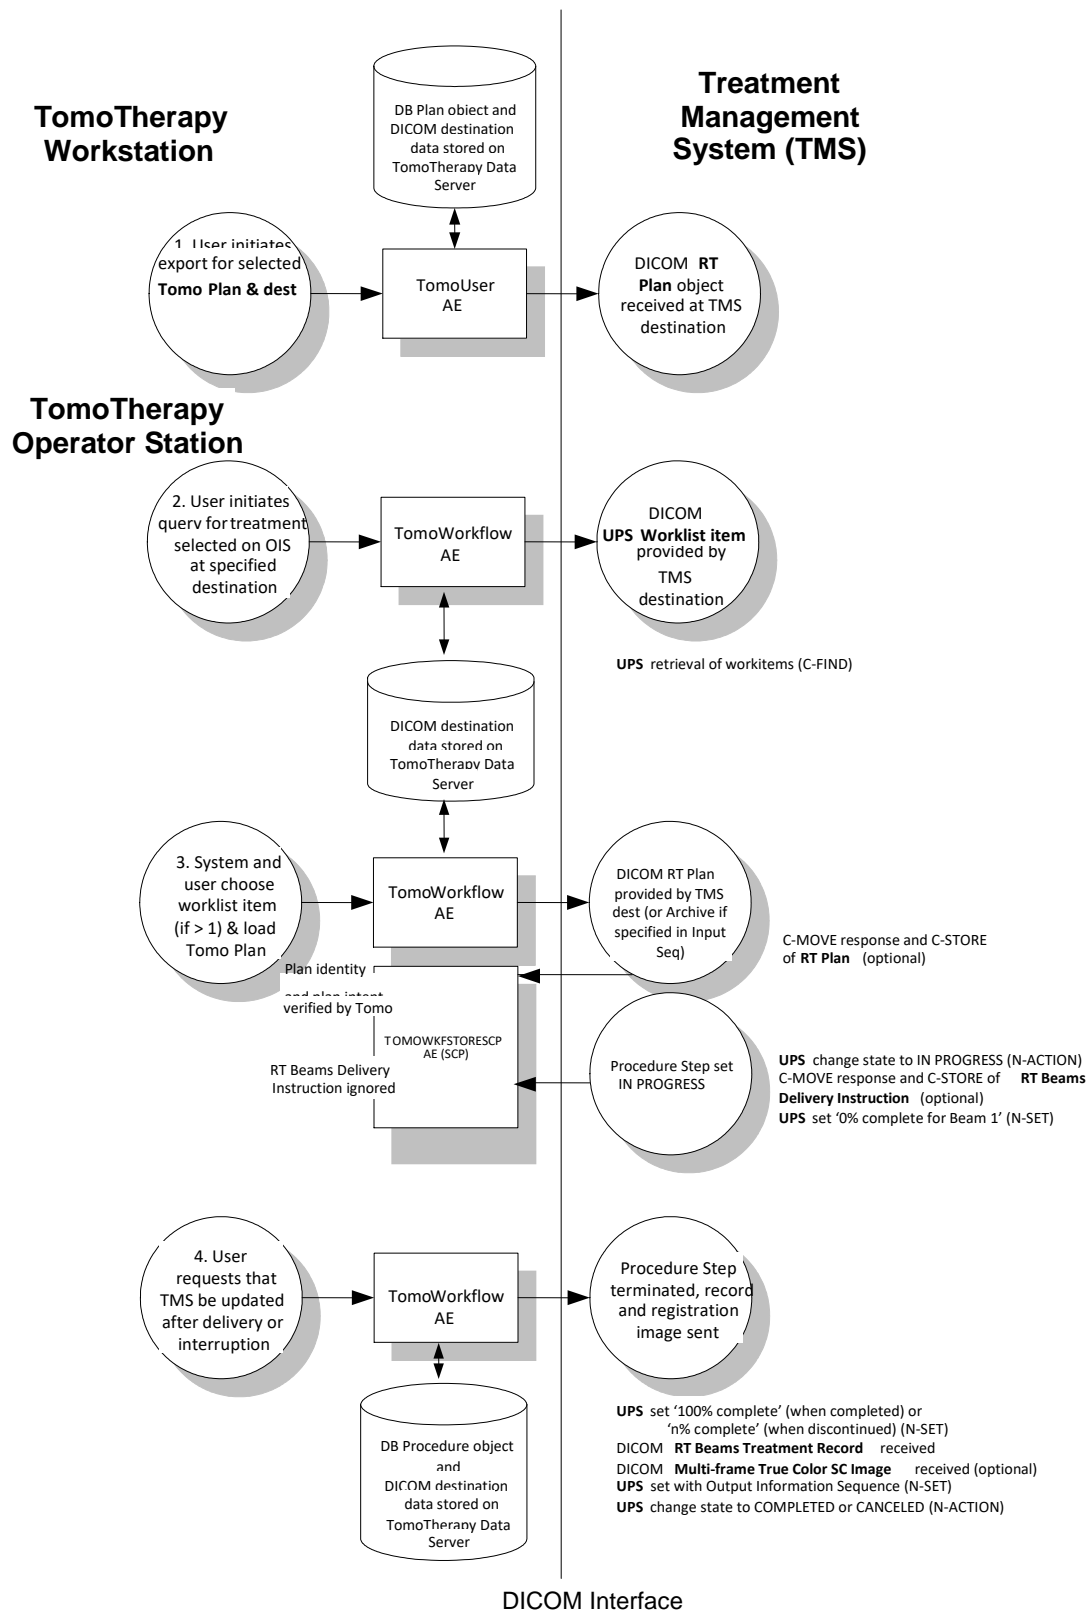 TomoTherapy
Workstation
DB Plan object and
DICOM destination
data stored on
TomoTherapy Data
Server
Treatment
Management
System (TMS)
1. User initiates
export for selected
Tomo Plan & dest
TomoUser
AE
DICOM RT
Plan object
received at TMS
destination
TomoTherapy
Operator Station
2. User initiates
query for treatment
selected on OIS
at specified
destination
TomoWorkflow
AE
DICOM
UPS Worklist item
provided by
TMS
destination
UPS retrieval of workitems (C-FIND)
DICOM destination
data stored on
TomoTherapy Data
Server
3. System and
user choose
worklist item
(if > 1) & load
Tomo Plan
TomoWorkflow
AE
DICOM RT Plan
provided by TMS
dest (or Archive if
specified in Input
Seq)
C-MOVE response and C-STORE
of RT Plan (optional)
Plan identity
and plan intent
verified by Tomo
TOMOWKFSTORESCP
AE (SCP)
RT Beams Delivery
Instruction ignored
Procedure Step set
IN PROGRESS
UPS change state to IN PROGRESS (N-ACTION)
C-MOVE response and C-STORE of RT Beams
Delivery Instruction (optional)
UPS set ‘0% complete for Beam 1’ (N-SET)
4. User
requests that
TMS be updated
after delivery or
interruption
TomoWorkflow
AE
Procedure Step
terminated, record
and registration
image sent
DB Procedure object
and
DICOM destination
data stored on
TomoTherapy Data
Server
UPS set ‘100% complete’ (when completed) or
‘n% complete’ (when discontinued) (N-SET)
DICOM RT Beams Treatment Record received
DICOM Multi-frame True Color SC Image received (optional)
UPS set with Output Information Sequence (N-SET)
UPS change state to COMPLETED or CANCELED (N-ACTION)
DICOM Interface